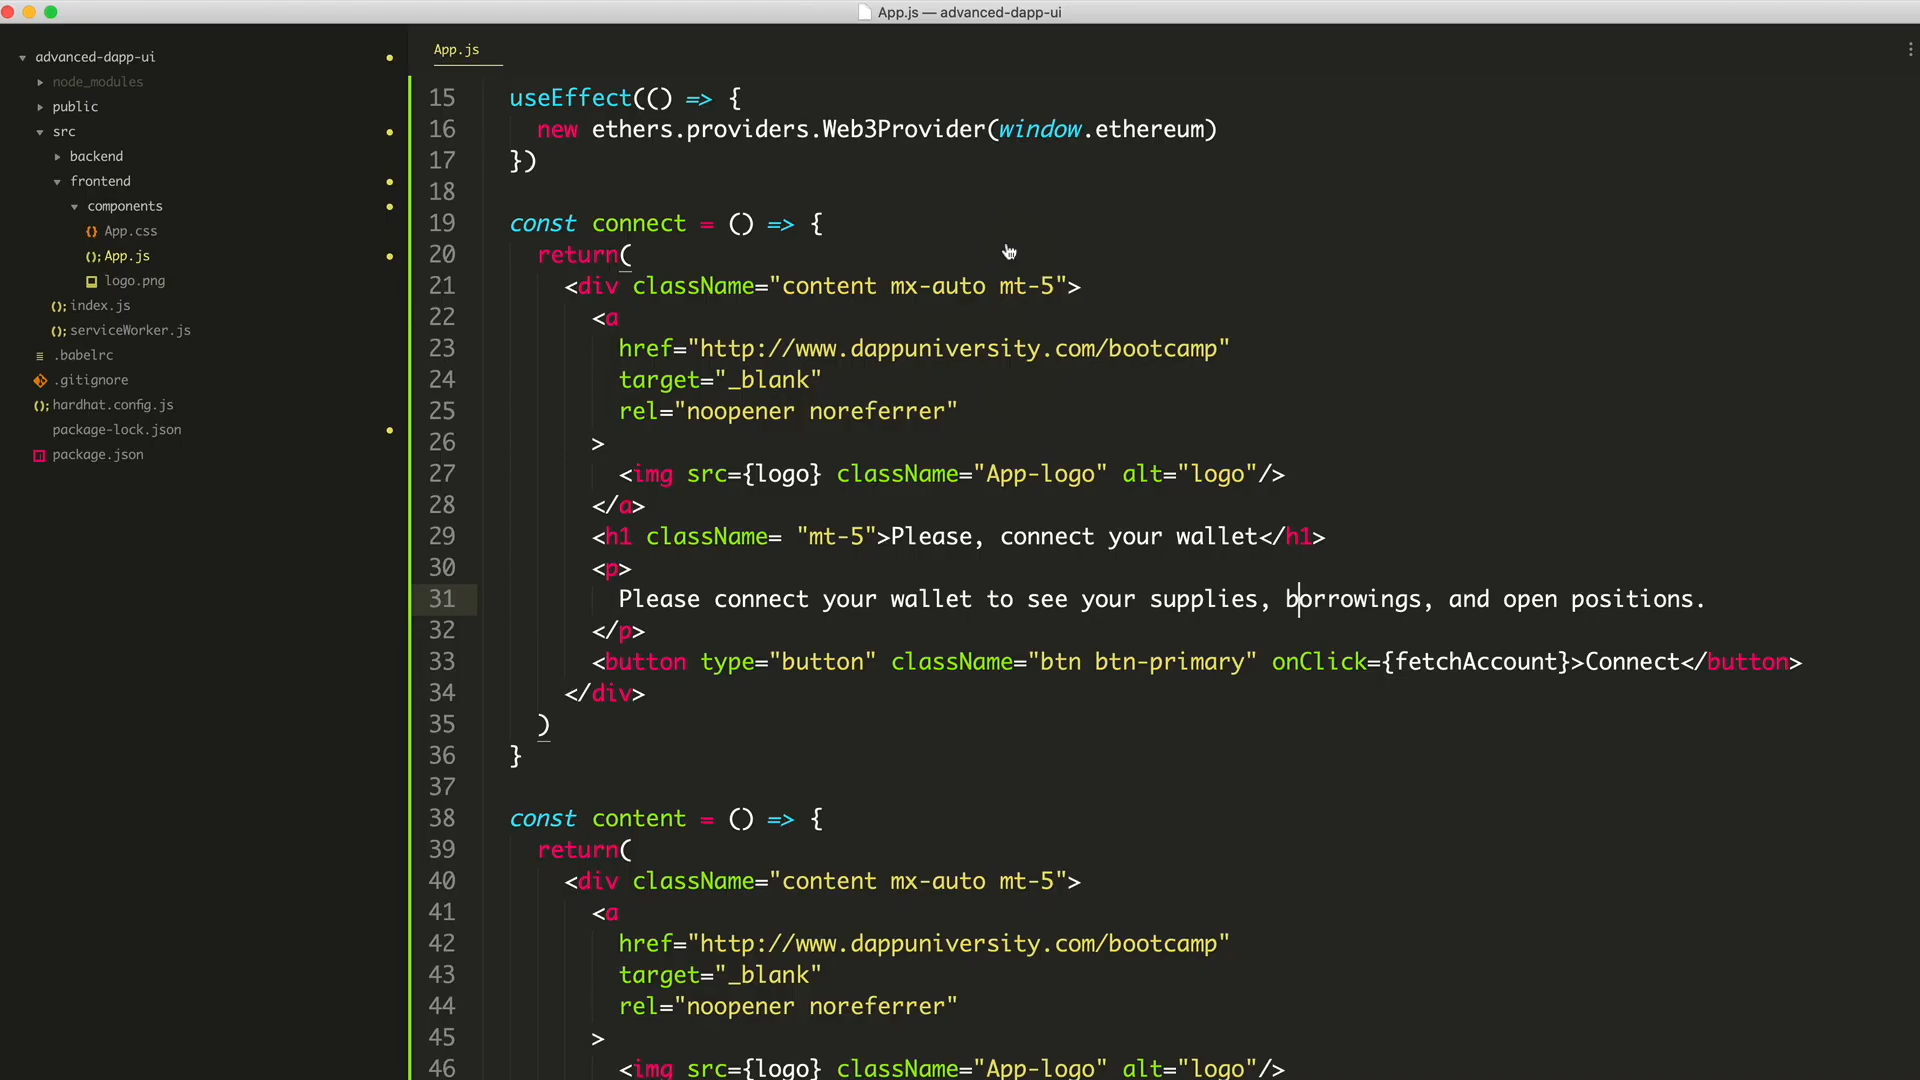 App.js — advanced-dapp-ui
advanced-dapp-ui
node_modules
public
src
backend
frontend
components
{} App.css
(); App.js
logo.png
(); index.js
(); serviceWorker.js
.babelrc
.gitignore
(); hardhat.config.js
package-lock.json
package.json
App.js
15 useEffect(() => {
16 new ethers.providers.Web3Provider(window.ethereum)
17 })
18
19 const connect = () => {
20 return(
21 <div className="content mx-auto mt-5">
22 <a
23 href="http://www.dappuniversity.com/bootcamp"
24 target="_blank"
25 rel="noopener noreferrer"
26 >
27 <img src={logo} className="App-logo" alt="logo"/>
28 </a>
29 <h1 className= "mt-5">Please, connect your wallet</h1>
30 <p>
31 Please connect your wallet to see your supplies, borrowings, and open positions.
32 </p>
33 <button type="button" className="btn btn-primary" onClick={fetchAccount}>Connect</button>
34 </div>
35 )
36 }
37
38 const content = () => {
39 return(
40 <div className="content mx-auto mt-5">
41 <a
42 href="http://www.dappuniversity.com/bootcamp"
43 target="_blank"
44 rel="noopener noreferrer"
45 >
46 <img src={logo} className="App-logo" alt="logo"/>